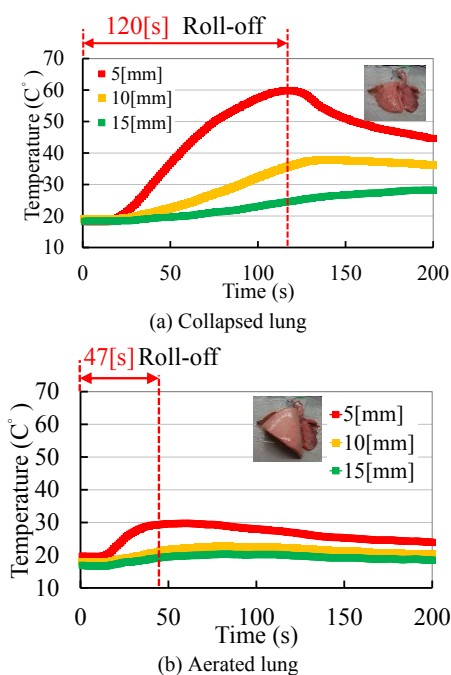 120[s] Roll-off
Temperature (C°)
70
60
50
40
30
20
10
5[mm]
10[mm]
15[mm]
0 50 100 150 200
Time (s)
(a) Collapsed lung
47[s] Roll-off
Temperature (C°)
70
60
50
40
30
20
10
5[mm]
10[mm]
15[mm]
0 50 100 150 200
Time (s)
(b) Aerated lung